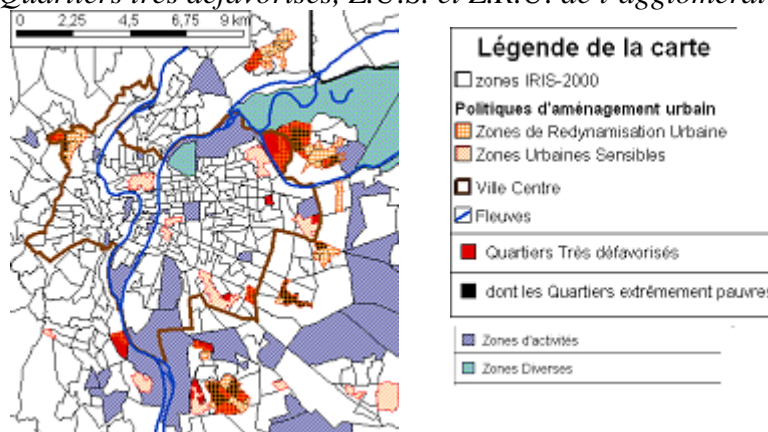 Quartiers très défavorisés, Z.U.S. et Z.R.U. de l'agglomérat
0 2,25 4,5 6,75 9 km
Légende de la carte
zones IRIS-2000
Politiques d'aménagement urbain
Zones de Redynamisation Urbaine
Zones Urbaines Sensibles
Ville Centre
Fleuves
Quartiers Très défavorisés
dont les Quartiers extrêmement pauvres
Zones d'activités
Zones Diverses